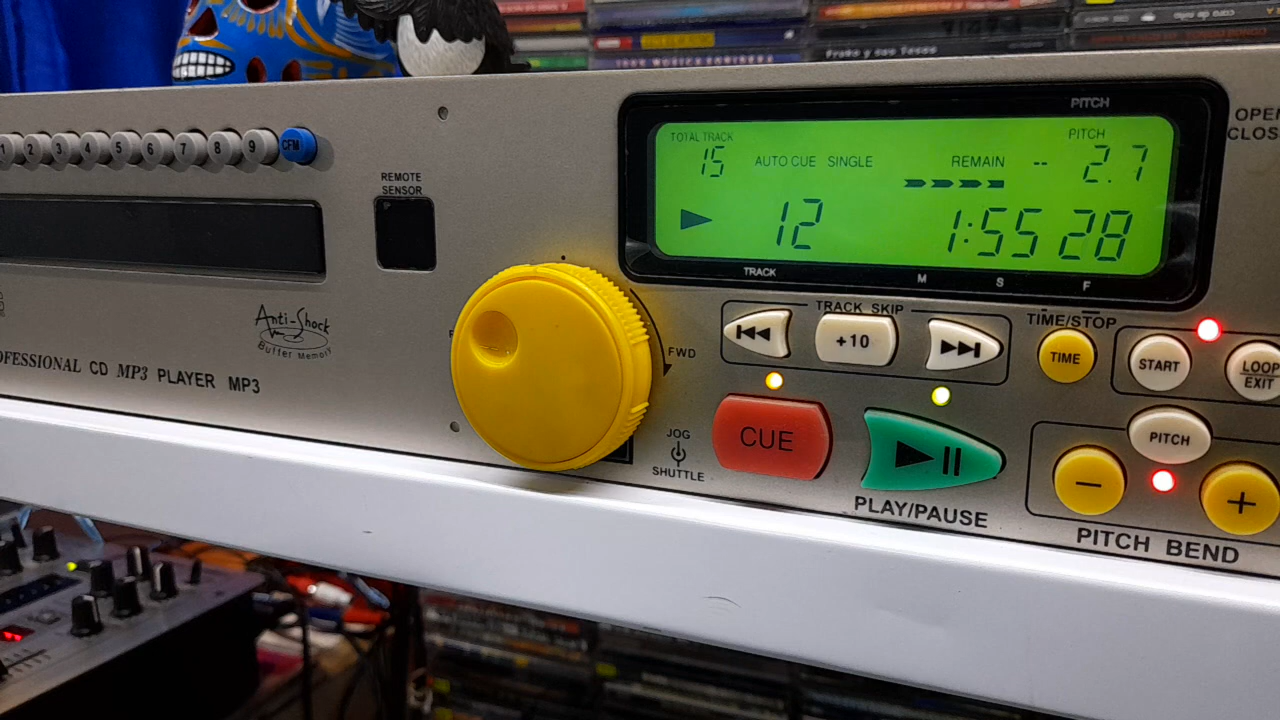 Fruko y sus Tesos
PITCH
OPEN
CLOS
1 2 3 4 5 6 7 8 9 CFM
REMOTE
SENSOR
TOTAL TRACK
15
AUTO CUE SINGLE
REMAIN
PITCH
-- 2.7
12
1:55 28
TRACK
M S F
Anti-Shock
Buffer Memory
OFESSIONAL CD MP3 PLAYER MP3
FWD
TRACK SKIP
+10
TIME/STOP
TIME
START
LOOP
EXIT
CUE
PITCH
JOG
SHUTTLE
PLAY/PAUSE
− +
PITCH BEND